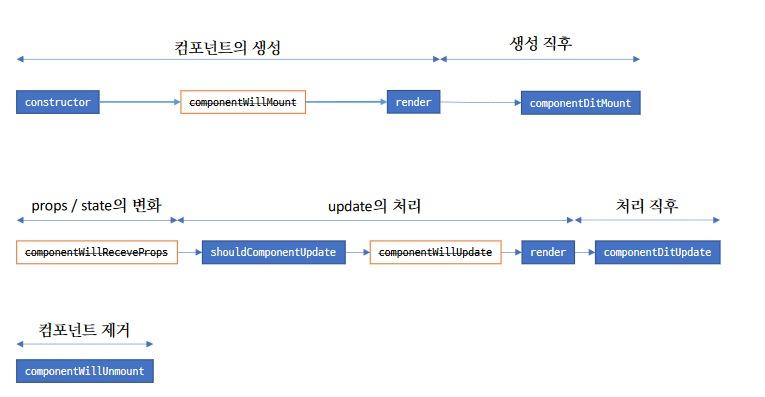 컴포넌트의 생성
생성 직후
constructor
componentWillMount
render
componentDitMount
props / state의 변화
update의 처리
처리 직후
componentWillReceveProps
shouldComponentUpdate
componentWillUpdate
render
componentDitUpdate
컴포넌트 제거
componentWillUnmount